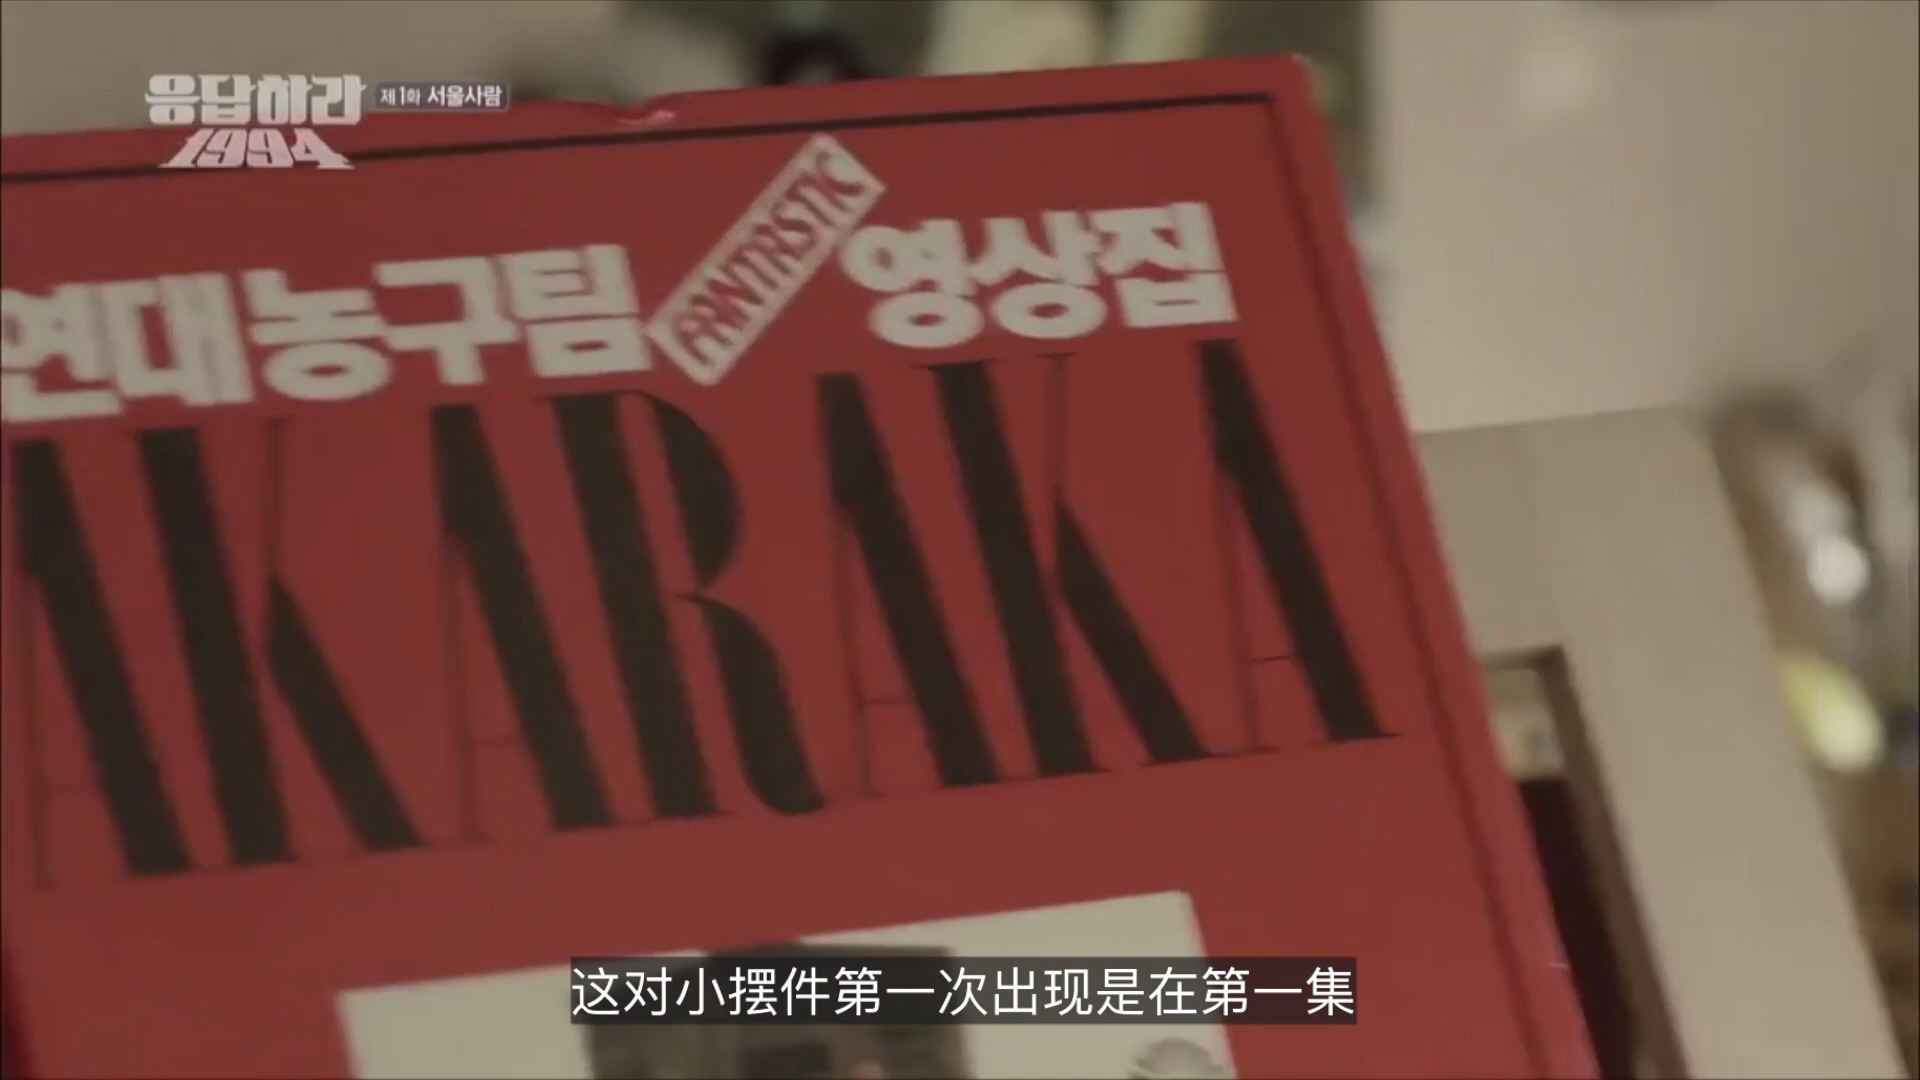 응답하라
1994
제1화 서울사람
연대농구팀
FANTASTIC
영상집
AKARAKA
这对小摆件第一次出现是在第一集